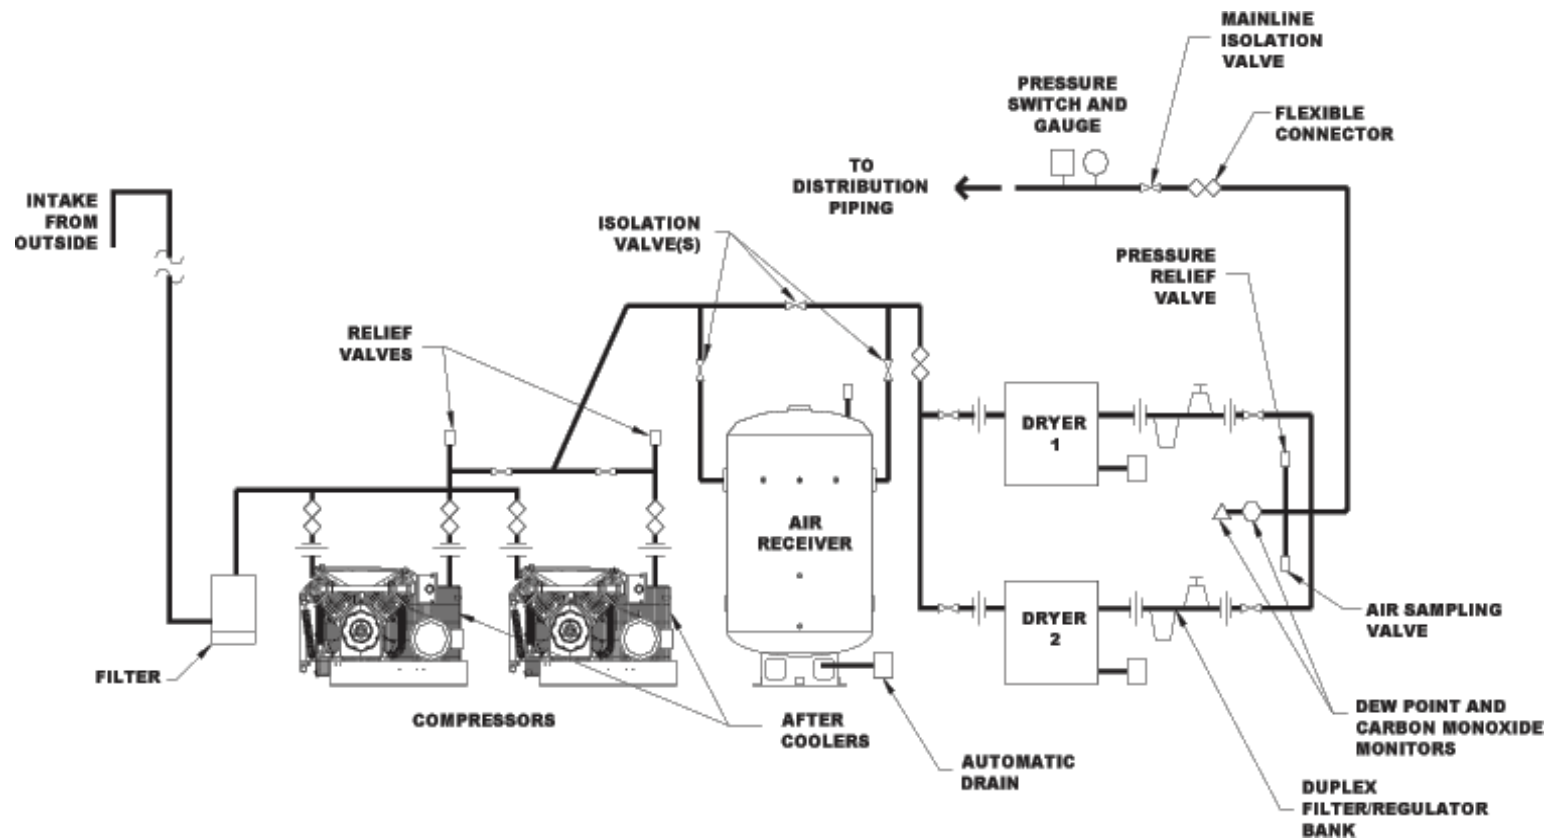 MAINLINE
ISOLATION
VALVE
PRESSURE
SWITCH AND
GAUGE
FLEXIBLE
CONNECTOR
TO
DISTRIBUTION
PIPING
INTAKE
FROM
OUTSIDE
ISOLATION
VALVE(S)
PRESSURE
RELIEF
VALVE
RELIEF
VALVES
DRYER
1
AIR
RECEIVER
DRYER
2
AIR SAMPLING
VALVE
FILTER
COMPRESSORS
AFTER
COOLERS
DEW POINT AND
CARBON MONOXIDE
MONITORS
AUTOMATIC
DRAIN
DUPLEX
FILTER/REGULATOR
BANK